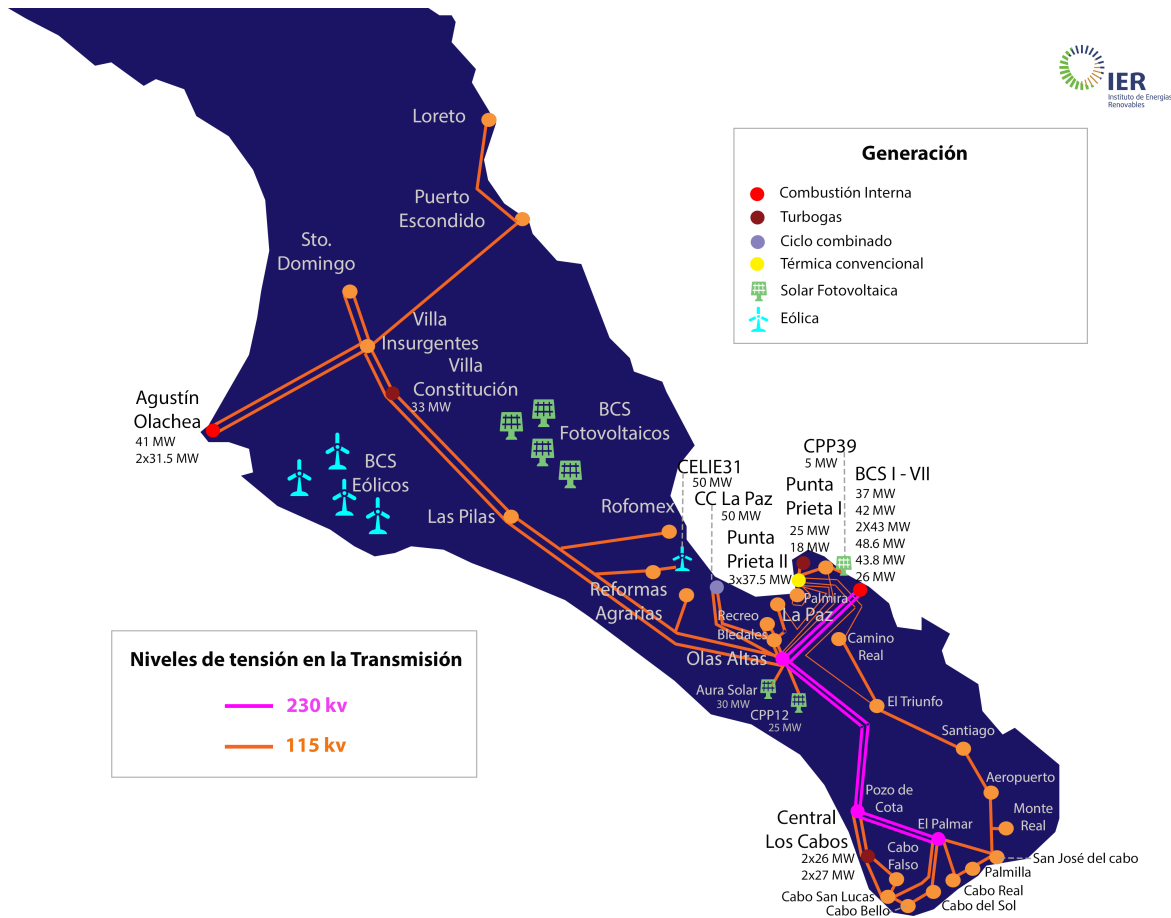 IER
Instituto de Energías
Renovables
Generación
Combustión Interna
Turbogas
Ciclo combinado
Térmica convencional
Solar Fotovoltaica
Eólica
Loreto
Puerto
Escondido
Sto.
Domingo
Villa
Insurgentes
Villa
Constitución
33 MW
Agustín
Olachea
41 MW
2x31.5 MW
BCS
Eólicos
BCS
Fotovoltaicos
Las Pilas
Rofomex
Reformas
Agrarias
CELIE31
50 MW
CC La Paz
50 MW
Punta
Prieta II
3x37.5 MW
CPP39
5 MW
Punta
Prieta I
25 MW
18 MW
BCS I - VII
37 MW
42 MW
2X43 MW
48.6 MW
43.8 MW
26 MW
Palmira
La Paz
Recreo
Bledales
Olas Altas
Camino
Real
Aura Solar
30 MW
CPP12
25 MW
El Triunfo
Santiago
Aeropuerto
Monte
Real
Pozo de
Cota
El Palmar
Central
Los Cabos
2x26 MW
2x27 MW
Cabo
Falso
San José del cabo
Palmilla
Cabo Real
Cabo del Sol
Cabo San Lucas
Cabo Bello
Niveles de tensión en la Transmisión
230 kv
115 kv